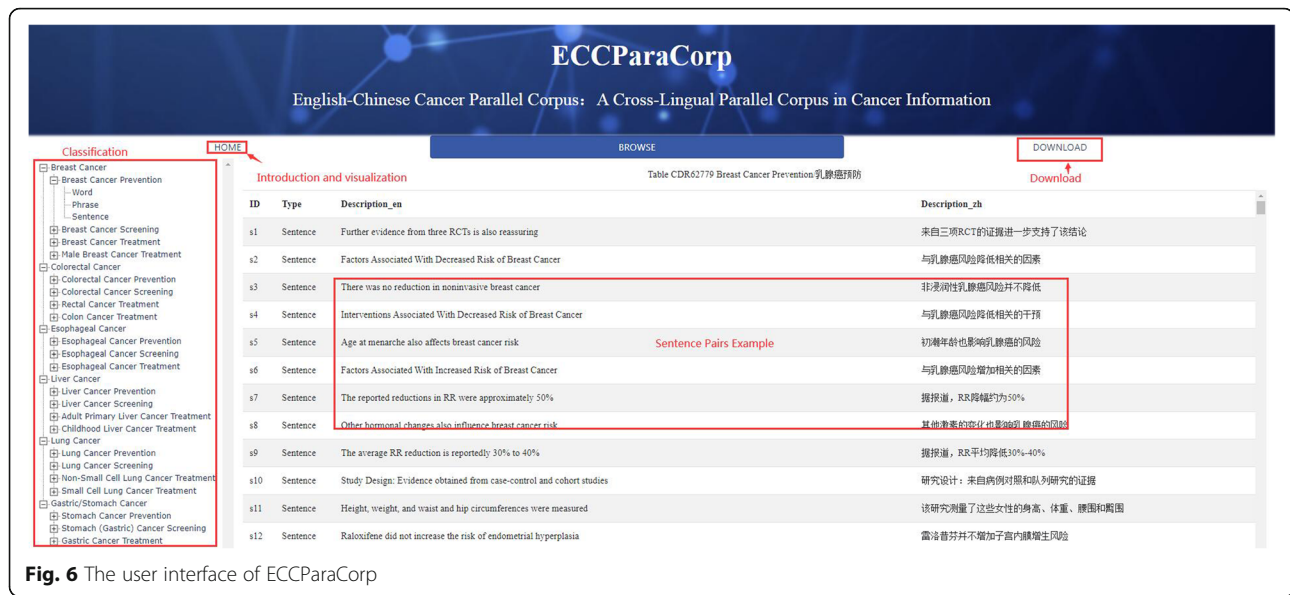 ECCParaCorp
English-Chinese Cancer Parallel Corpus：A Cross-Lingual Parallel Corpus in Cancer Information
Classification
HOME
BROWSE
DOWNLOAD
Introduction and visualization
Table CDR62779 Breast Cancer Prevention/乳腺癌预防
Download
Breast Cancer
Breast Cancer Prevention
Word
Phrase
Sentence
Breast Cancer Screening
Breast Cancer Treatment
Male Breast Cancer Treatment
Colorectal Cancer
Colorectal Cancer Prevention
Colorectal Cancer Screening
Rectal Cancer Treatment
Colon Cancer Treatment
Esophageal Cancer
Esophageal Cancer Prevention
Esophageal Cancer Screening
Esophageal Cancer Treatment
Liver Cancer
Liver Cancer Prevention
Liver Cancer Screening
Adult Primary Liver Cancer Treatment
Childhood Liver Cancer Treatment
Lung Cancer
Lung Cancer Prevention
Lung Cancer Screening
Non-Small Cell Lung Cancer Treatment
Small Cell Lung Cancer Treatment
Gastric/Stomach Cancer
Stomach Cancer Prevention
Stomach (Gastric) Cancer Screening
Gastric Cancer Treatment
ID Type Description_en Description_zh
s1 Sentence Further evidence from three RCTs is also reassuring 来自三项RCT的证据进一步支持了该结论
s2 Sentence Factors Associated With Decreased Risk of Breast Cancer 与乳腺癌风险降低相关的因素
s3 Sentence There was no reduction in noninvasive breast cancer 非浸润性乳腺癌风险并不降低
s4 Sentence Interventions Associated With Decreased Risk of Breast Cancer 与乳腺癌风险降低相关的干预
s5 Sentence Age at menarche also affects breast cancer risk 初潮年龄也影响乳腺癌的风险
Sentence Pairs Example
s6 Sentence Factors Associated With Increased Risk of Breast Cancer 与乳腺癌风险增加相关的因素
s7 Sentence The reported reductions in RR were approximately 50% 据报道，RR降幅约为50%
s8 Sentence Other hormonal changes also influence breast cancer risk 其他激素的变化也影响乳腺癌的风险
s9 Sentence The average RR reduction is reportedly 30% to 40% 据报道，RR平均降低30%-40%
s10 Sentence Study Design: Evidence obtained from case-control and cohort studies 研究设计：来自病例对照和队列研究的证据
s11 Sentence Height, weight, and waist and hip circumferences were measured 该研究测量了这些女性的身高、体重、腰围和臀围
s12 Sentence Raloxifene did not increase the risk of endometrial hyperplasia 雷洛昔芬并不增加子宫内膜增生风险
Fig. 6 The user interface of ECCParaCorp